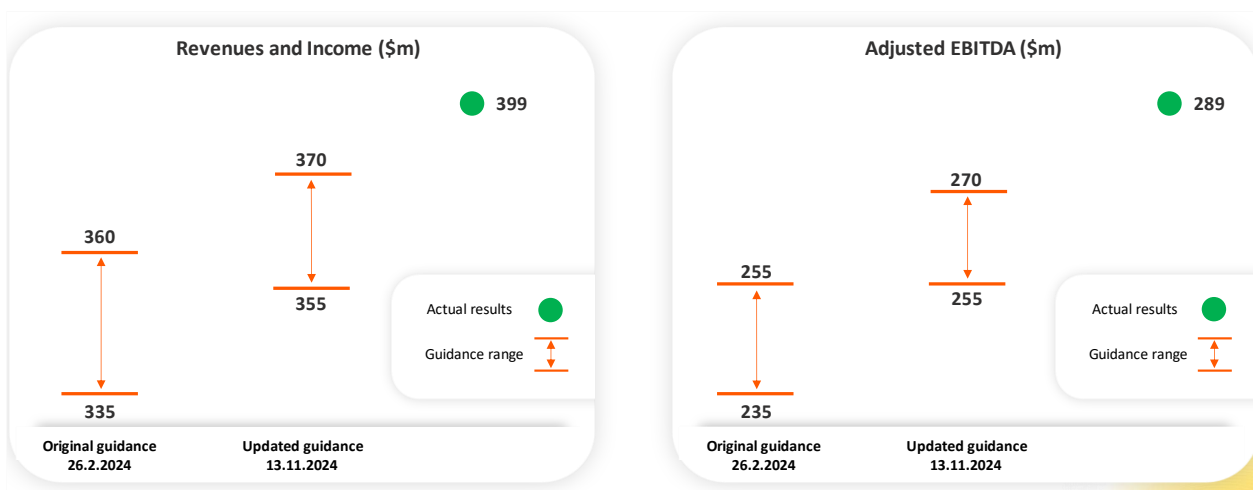 Revenues and Income ($m)
399
370
360
355
335
Actual results
Guidance range
Original guidance
26.2.2024
Updated guidance
13.11.2024
Adjusted EBITDA ($m)
289
270
255
255
235
Actual results
Guidance range
Original guidance
26.2.2024
Updated guidance
13.11.2024